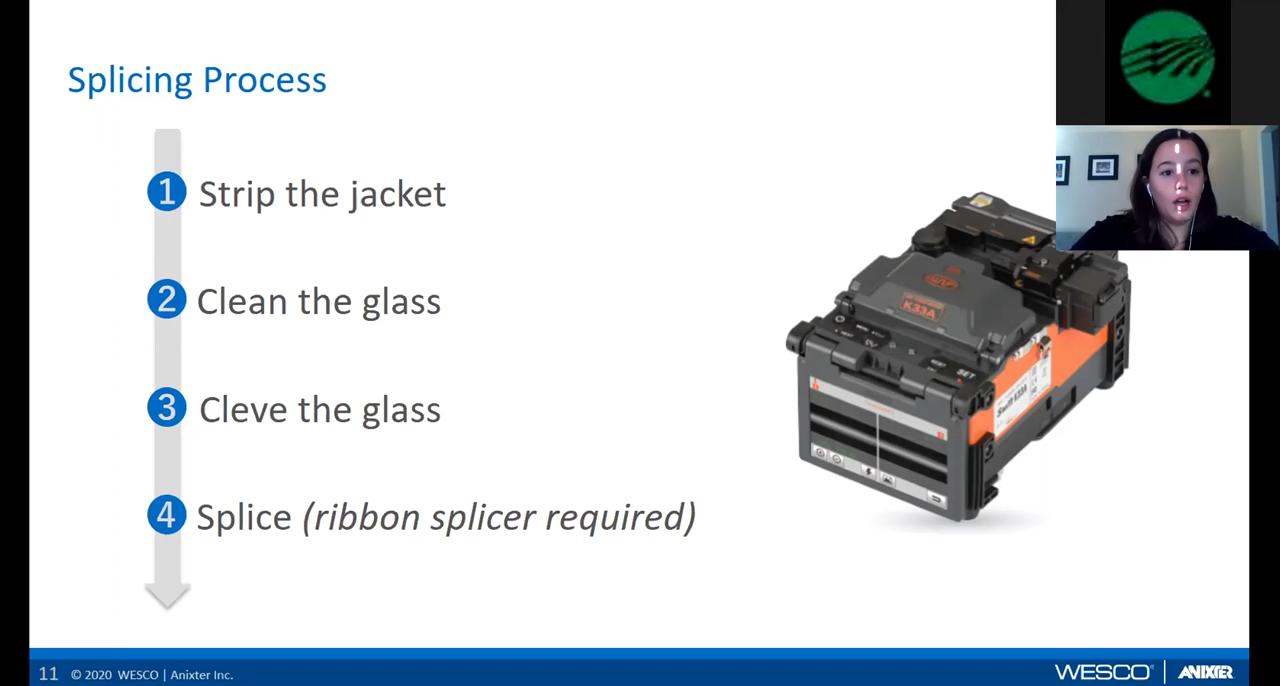 Splicing Process
1 Strip the jacket
2 Clean the glass
3 Cleve the glass
4 Splice (ribbon splicer required)
K33A
SET
Swift K33A
11 © 2020 WESCO | Anixter Inc.
WESCO | ANIXTER